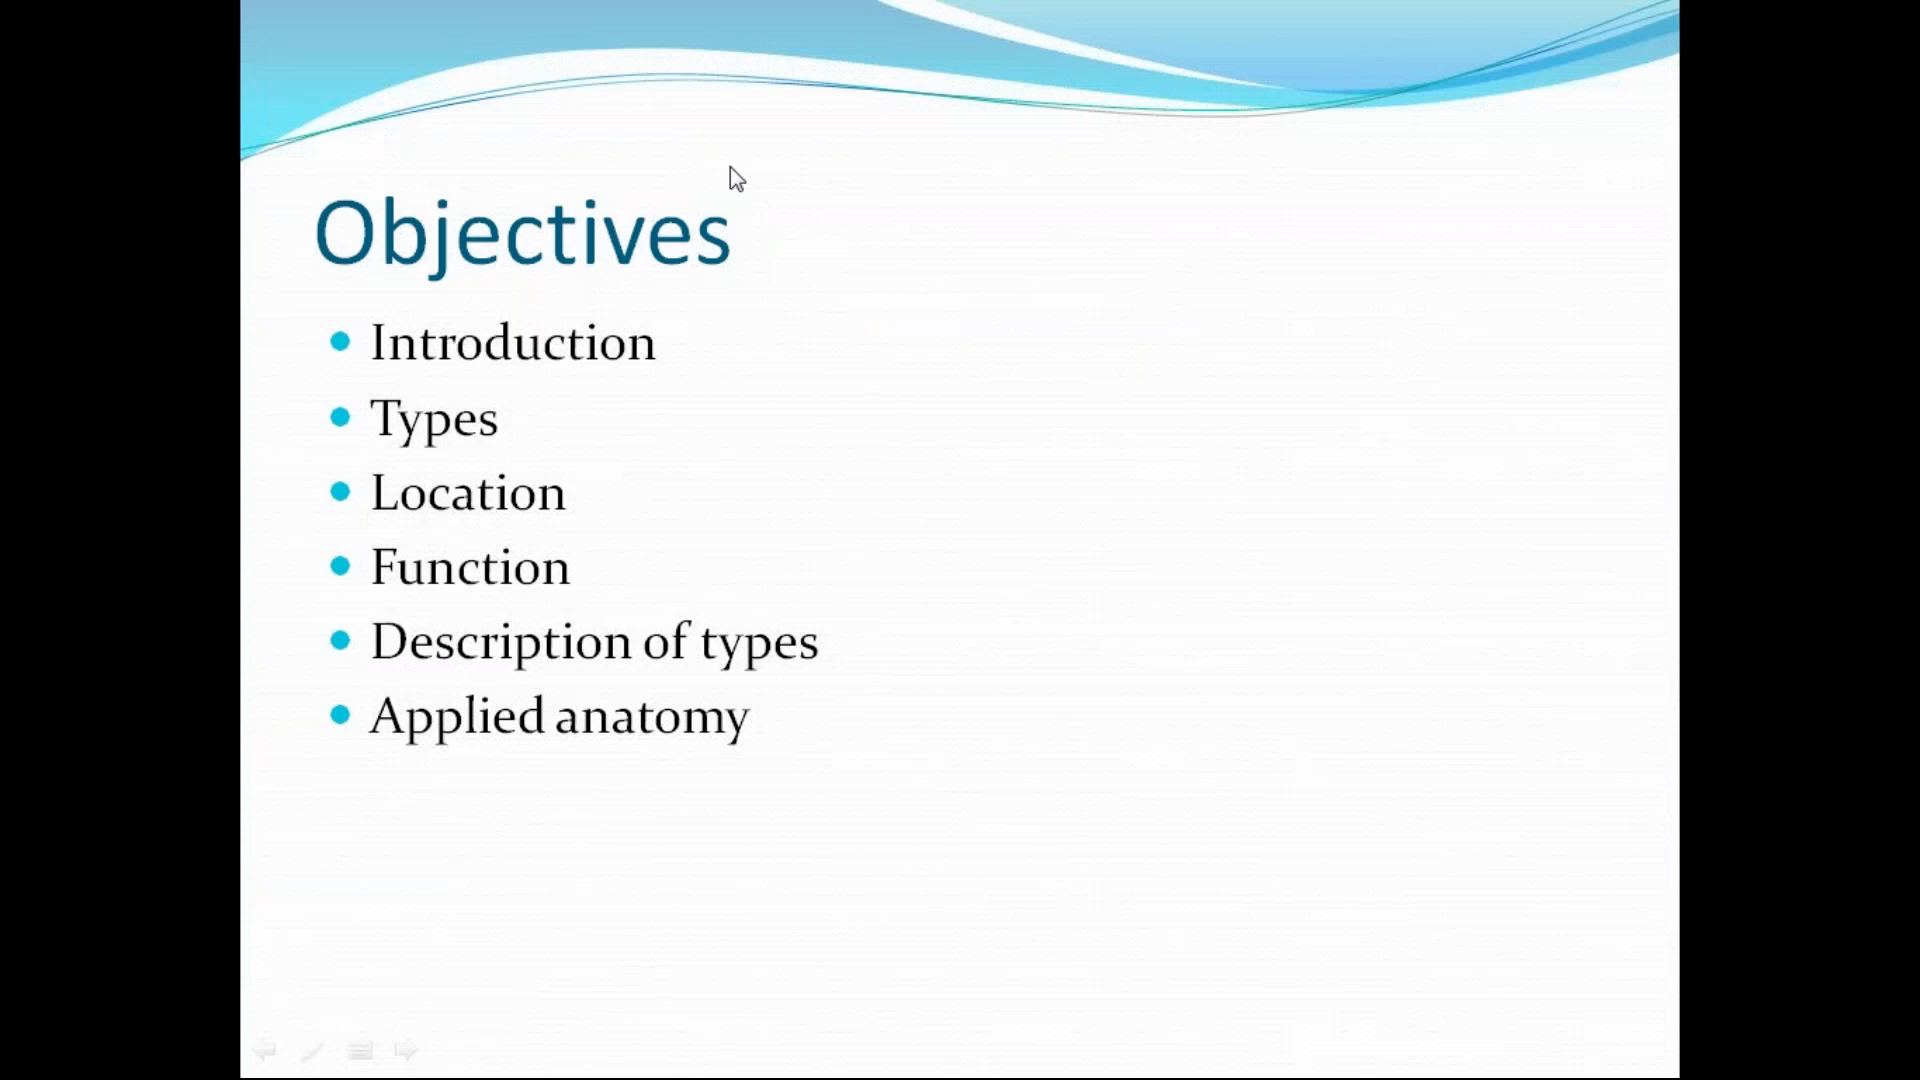 Objectives
Introduction
Types
Location
Function
Description of types
Applied anatomy